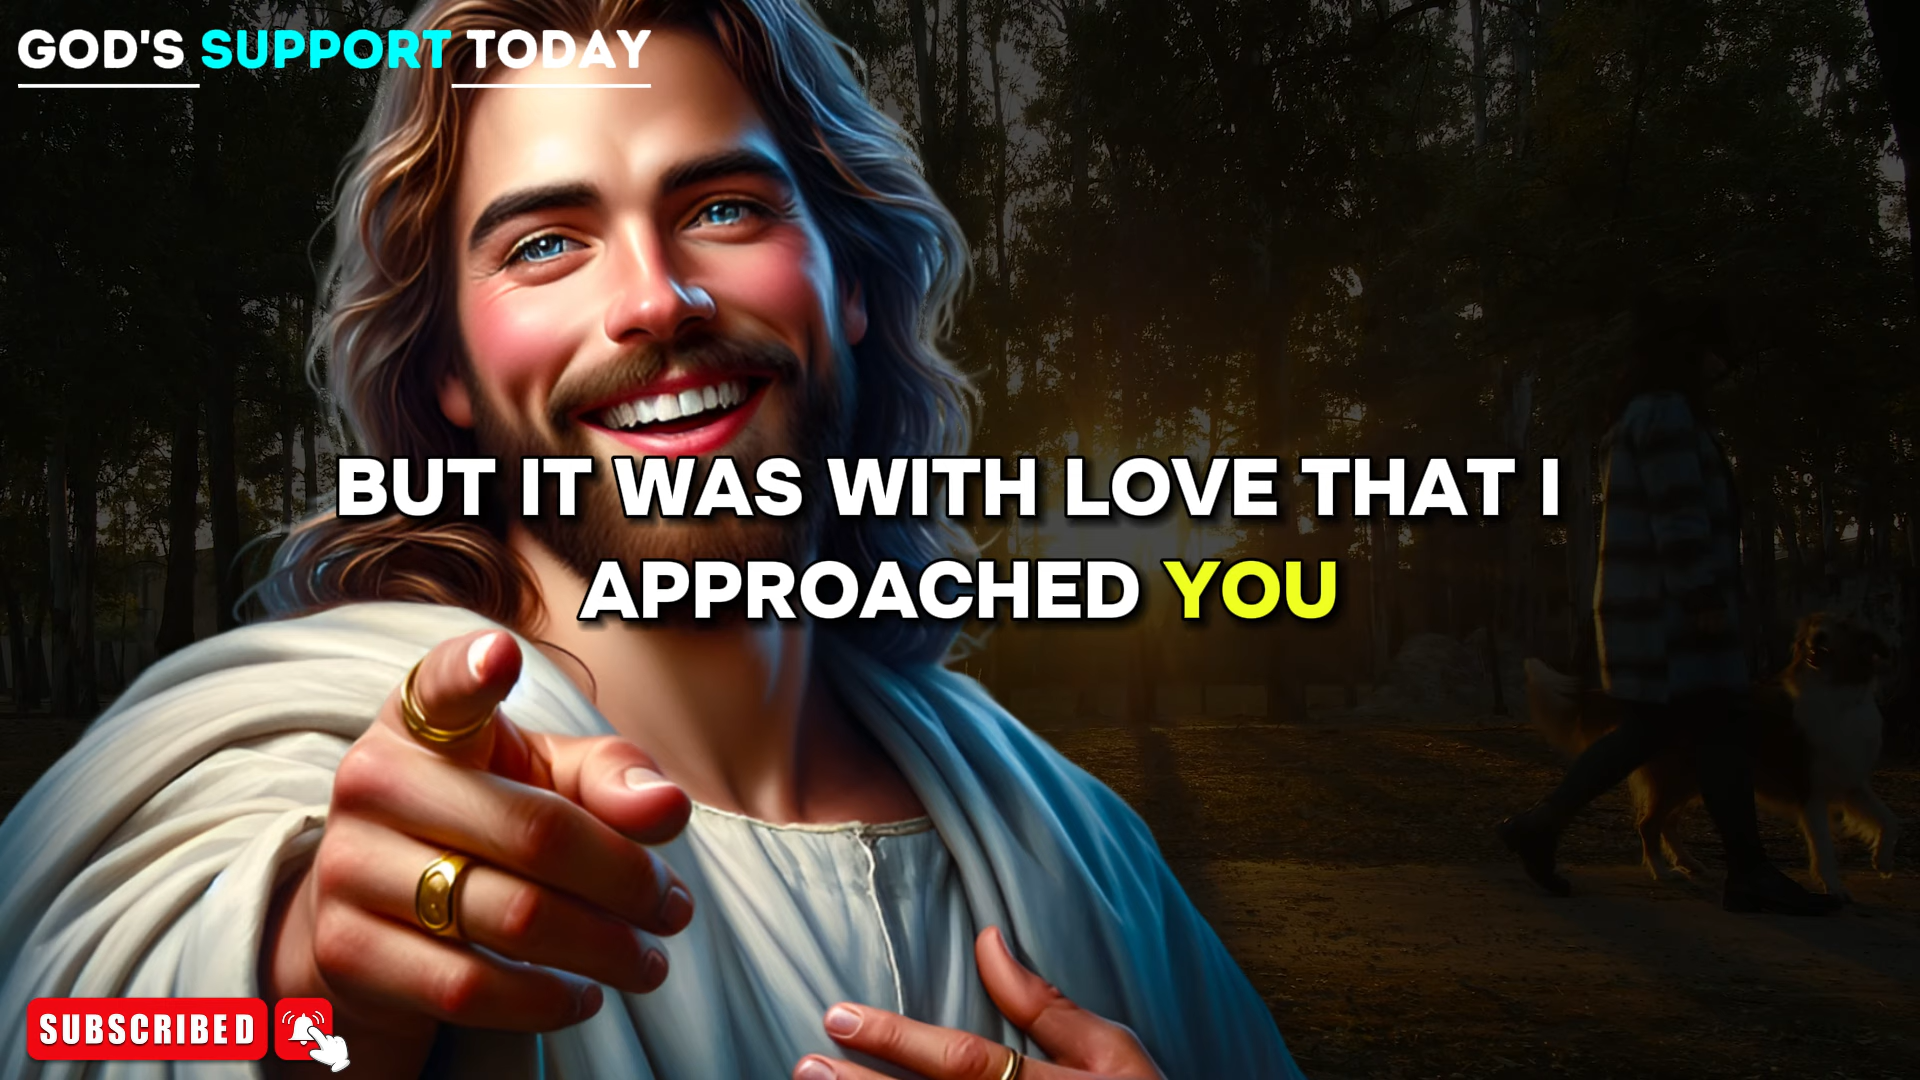 GOD'S SUPPORT TODAY
BUT IT WAS WITH LOVE THAT I
APPROACHED YOU
SUBSCRIBED